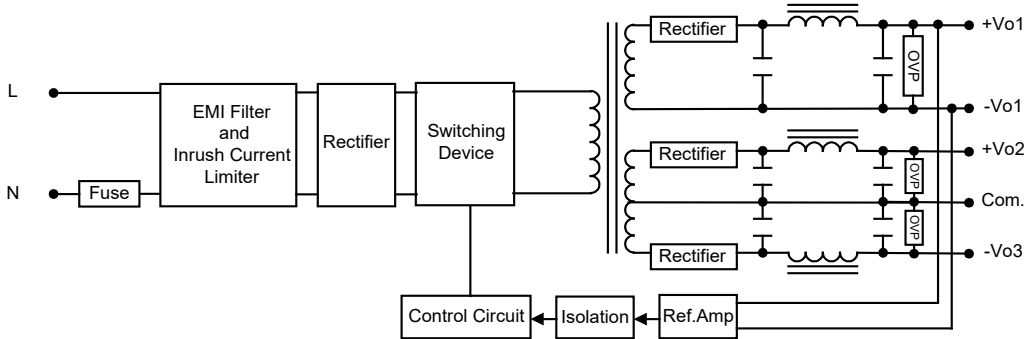 Rectifier
+Vo1
OVP
L
EMI Filter
and
Inrush Current
Limiter
Rectifier
Switching
Device
-Vo1
Rectifier
+Vo2
OVP
N
Fuse
Com.
OVP
Rectifier
-Vo3
Control Circuit
Isolation
Ref.Amp